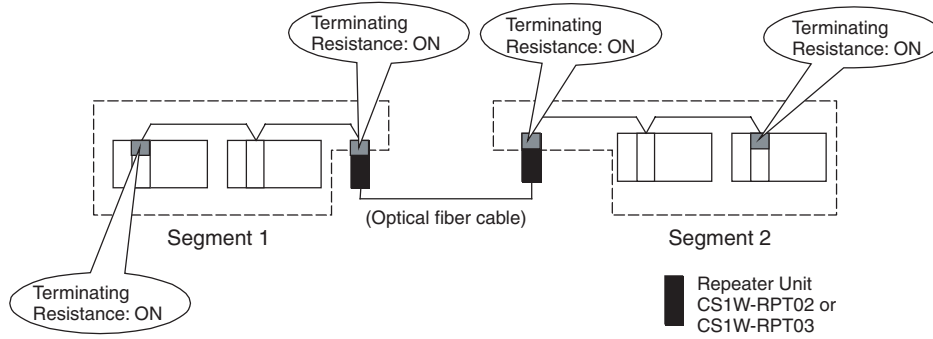 Terminating
Resistance: ON
Terminating
Resistance: ON
Terminating
Resistance: ON
(Optical fiber cable)
Segment 1
Segment 2
Terminating
Resistance: ON
Repeater Unit
CS1W-RPT02 or
CS1W-RPT03